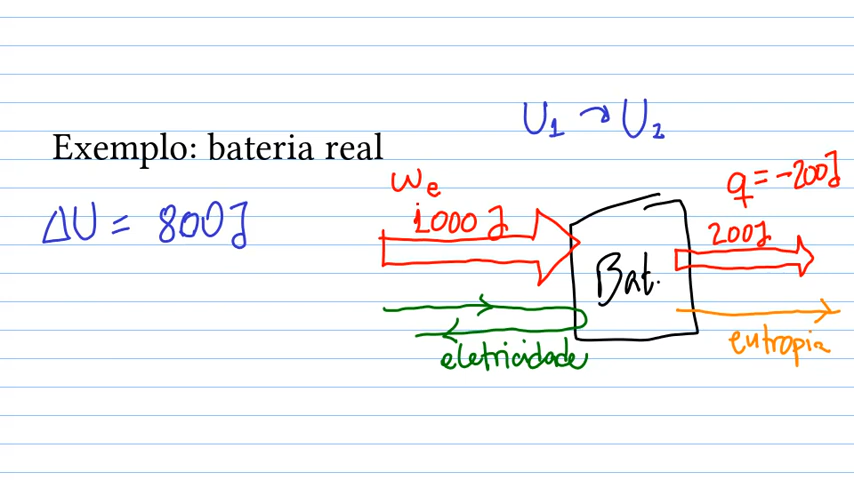 U₁ → U₂
Exemplo: bateria real
ΔU = 800J
We
1000 J
q = -200J
200J
Bat.
eletricidade
entropia